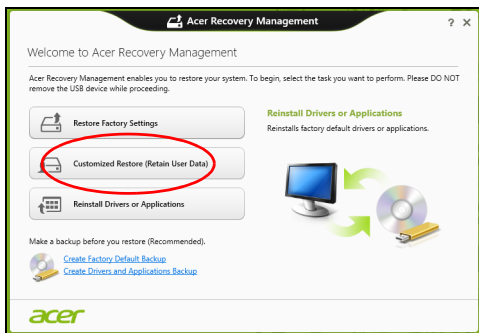 Acer Recovery Management
? X
Welcome to Acer Recovery Management
Acer Recovery Management enables you to restore your system. To begin, select the task you want to perform. Please DO NOT
remove the USB device while proceeding.
Restore Factory Settings
Customized Restore (Retain User Data)
Reinstall Drivers or Applications
Reinstall Drivers or Applications
Reinstalls factory default drivers or applications.
Make a backup before you restore (Recommended).
Create Factory Default Backup
Create Drivers and Applications Backup
acer